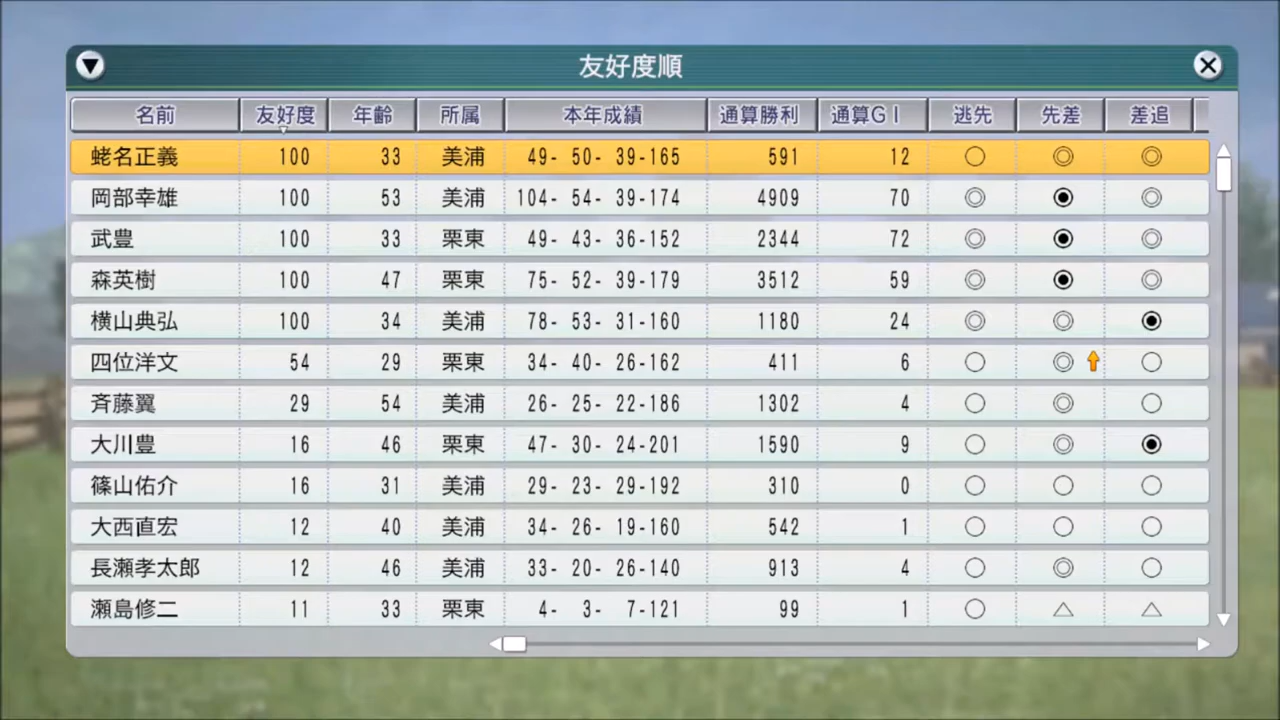 友好度順
名前 友好度 年齢 所属 本年成績 通算勝利 通算GⅠ 逃先 先差 差追
蛯名正義 100 33 美浦 49- 50- 39-165 591 12 ○ ◎ ◎
岡部幸雄 100 53 美浦 104- 54- 39-174 4909 70 ◎ ◉ ◎
武豊 100 33 栗東 49- 43- 36-152 2344 72 ◎ ◉ ◎
森英樹 100 47 栗東 75- 52- 39-179 3512 59 ◎ ◉ ◎
横山典弘 100 34 美浦 78- 53- 31-160 1180 24 ◎ ◎ ◉
四位洋文 54 29 栗東 34- 40- 26-162 411 6 ○ ◎ ○
斉藤翼 29 54 美浦 26- 25- 22-186 1302 4 ○ ◎ ○
大川豊 16 46 栗東 47- 30- 24-201 1590 9 ○ ◎ ◉
篠山佑介 16 31 美浦 29- 23- 29-192 310 0 ○ ○ ○
大西直宏 12 40 美浦 34- 26- 19-160 542 1 ○ ○ ○
長瀬孝太郎 12 46 美浦 33- 20- 26-140 913 4 ○ ◎ ○
瀬島修二 11 33 栗東 4- 3- 7-121 99 1 ○ △ △